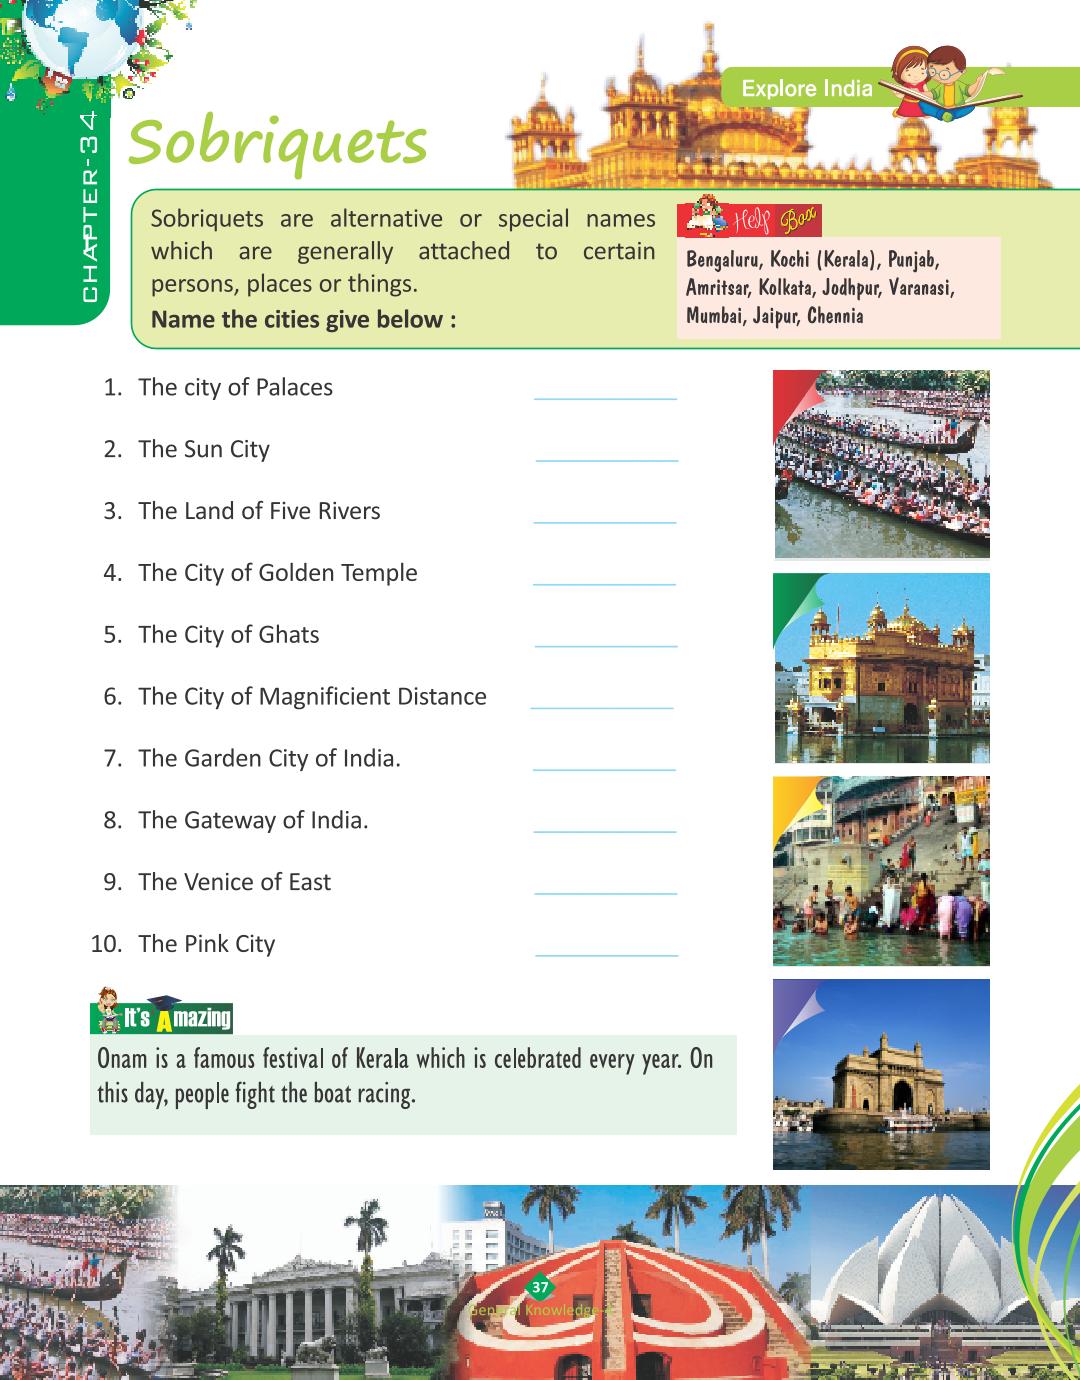 CHAPTER-34
Explore India
Sobriquets
Sobriquets are alternative or special names
which are generally attached to certain
persons, places or things.
Name the cities give below :
Help Box
Bengaluru, Kochi (Kerala), Punjab,
Amritsar, Kolkata, Jodhpur, Varanasi,
Mumbai, Jaipur, Chennia
1. The city of Palaces
2. The Sun City
3. The Land of Five Rivers
4. The City of Golden Temple
5. The City of Ghats
6. The City of Magnificient Distance
7. The Garden City of India.
8. The Gateway of India.
9. The Venice of East
10. The Pink City
It's Amazing
Onam is a famous festival of Kerala which is celebrated every year. On
this day, people fight the boat racing.
37
General Knowledge